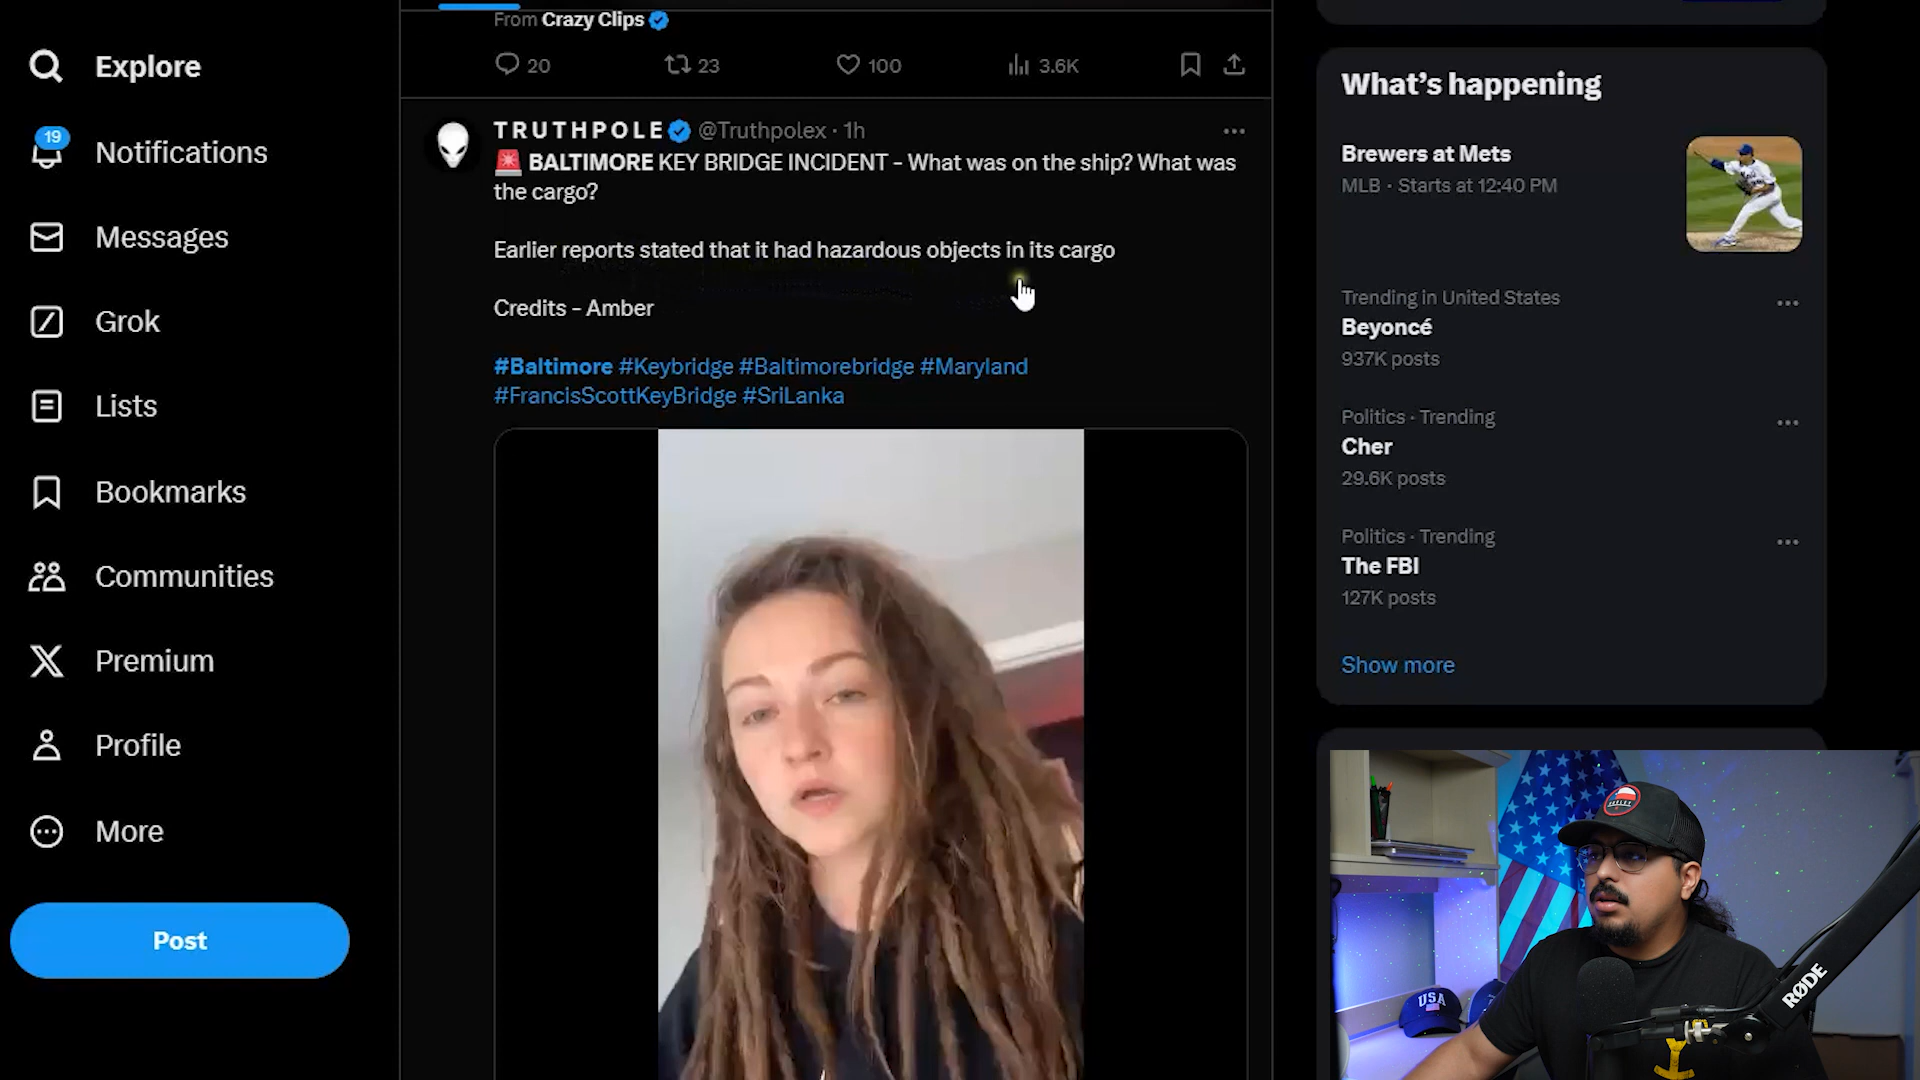 Explore
19
Notifications
Messages
Grok
Lists
Bookmarks
Communities
Premium
Profile
More
Post
From Crazy Clips
20
23
100
3.6K
TRUTHPOLE @Truthpolex · 1h
BALTIMORE KEY BRIDGE INCIDENT - What was on the ship? What was
the cargo?
Earlier reports stated that it had hazardous objects in its cargo
Credits - Amber
#Baltimore #Keybridge #Baltimorebridge #Maryland
#FrancisScottKeyBridge #SriLanka
What's happening
Brewers at Mets
MLB · Starts at 12:40 PM
Trending in United States
Beyoncé
937K posts
Politics · Trending
Cher
29.6K posts
Politics · Trending
The FBI
127K posts
Show more
USA
RØDE